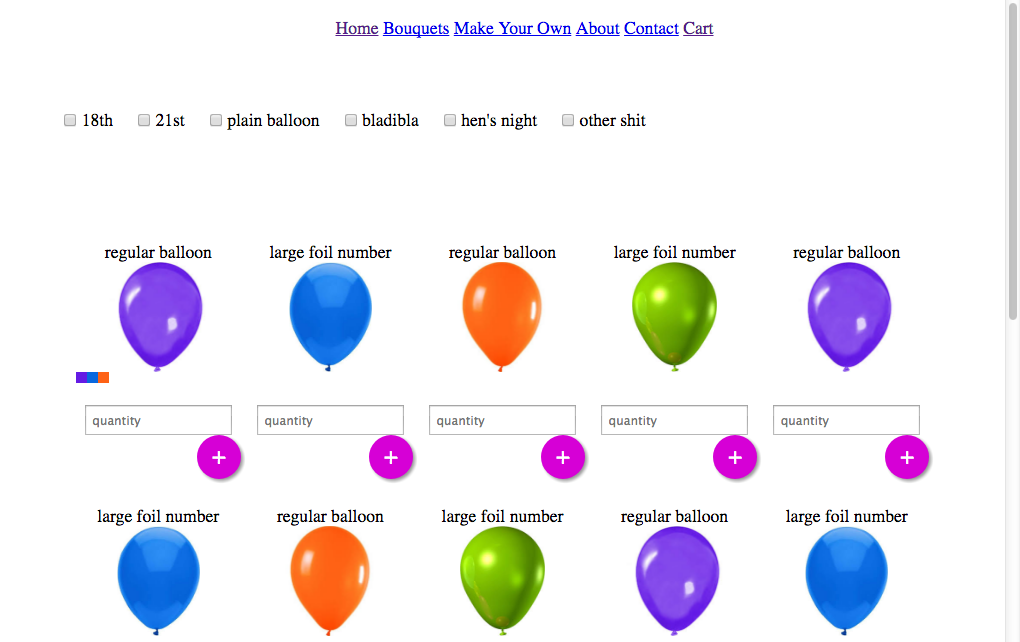 Home Bouquets Make Your Own About Contact Cart
18th 21st plain balloon bladibla hen's night other shit
regular balloon large foil number regular balloon large foil number regular balloon
quantity quantity quantity quantity quantity
+ + + + +
large foil number regular balloon large foil number regular balloon large foil number